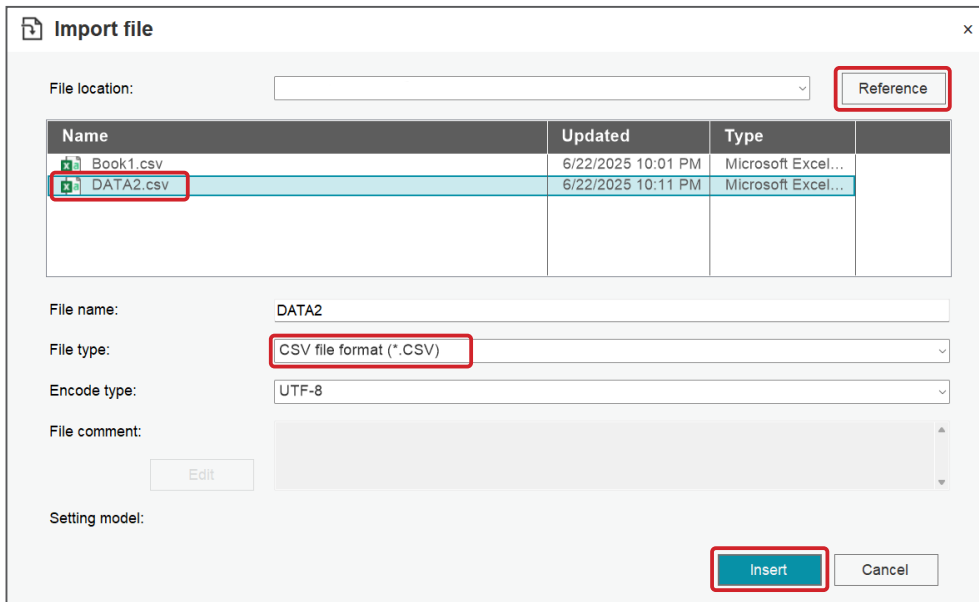 Import file
×
File location:
Reference
Name Updated Type
Book1.csv 6/22/2025 10:01 PM Microsoft Excel...
DATA2.csv 6/22/2025 10:11 PM Microsoft Excel...
File name: DATA2
File type: CSV file format (*.CSV)
Encode type: UTF-8
File comment:
Edit
Setting model:
Insert Cancel